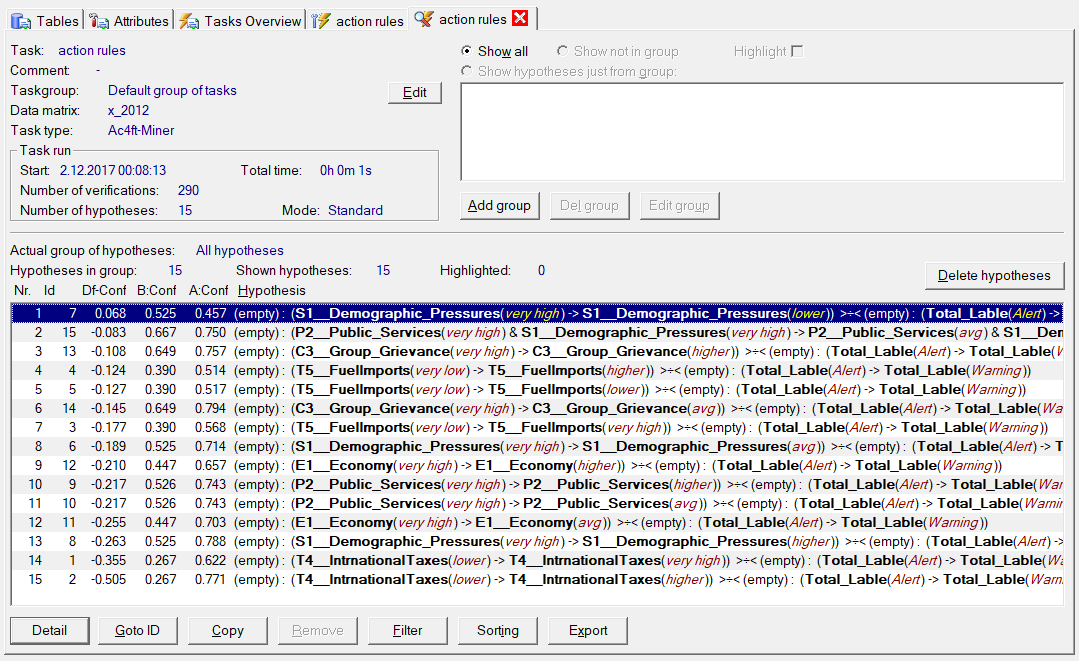 Tables Attributes Tasks Overview action rules action rules
Task: action rules
Comment: -
Taskgroup: Default group of tasks
Data matrix: x_2012
Task type: Ac4ft-Miner
Edit
Task run
Start: 2.12.2017 00:08:13 Total time: 0h 0m 1s
Number of verifications: 290
Number of hypotheses: 15 Mode: Standard
Show all Show not in group Highlight
Show hypotheses just from group:
Add group Del group Edit group
Actual group of hypotheses: All hypotheses
Hypotheses in group: 15 Shown hypotheses: 15 Highlighted: 0
Delete hypotheses
Nr. Id Df-Conf B:Conf A:Conf Hypothesis
1 7 0.068 0.525 0.457 (empty) : (S1__Demographic_Pressures(very high) -> S1__Demographic_Pressures(lower)) >÷< (empty) : (Total_Lable(Alert) ->
2 15 -0.083 0.667 0.750 (empty) : (P2__Public_Services(very high) & S1__Demographic_Pressures(very high) -> P2__Public_Services(avg) & S1__Den
3 13 -0.108 0.649 0.757 (empty) : (C3__Group_Grievance(very high) -> C3__Group_Grievance(higher)) >÷< (empty) : (Total_Lable(Alert) -> Total_Lable(W
4 4 -0.124 0.390 0.514 (empty) : (T5__FuelImports(very low) -> T5__FuelImports(higher)) >÷< (empty) : (Total_Lable(Alert) -> Total_Lable(Warning))
5 5 -0.127 0.390 0.517 (empty) : (T5__FuelImports(very low) -> T5__FuelImports(lower)) >÷< (empty) : (Total_Lable(Alert) -> Total_Lable(Warning))
6 14 -0.145 0.649 0.794 (empty) : (C3__Group_Grievance(very high) -> C3__Group_Grievance(avg)) >÷< (empty) : (Total_Lable(Alert) -> Total_Lable(Wa
7 3 -0.177 0.390 0.568 (empty) : (T5__FuelImports(very low) -> T5__FuelImports(very high)) >÷< (empty) : (Total_Lable(Alert) -> Total_Lable(Warning))
8 6 -0.189 0.525 0.714 (empty) : (S1__Demographic_Pressures(very high) -> S1__Demographic_Pressures(avg)) >÷< (empty) : (Total_Lable(Alert) -> T
9 12 -0.210 0.447 0.657 (empty) : (E1__Economy(very high) -> E1__Economy(higher)) >÷< (empty) : (Total_Lable(Alert) -> Total_Lable(Warning))
10 9 -0.217 0.526 0.743 (empty) : (P2__Public_Services(very high) -> P2__Public_Services(higher)) >÷< (empty) : (Total_Lable(Alert) -> Total_Lable(War
11 10 -0.217 0.526 0.743 (empty) : (P2__Public_Services(very high) -> P2__Public_Services(avg)) >÷< (empty) : (Total_Lable(Alert) -> Total_Lable(Warnin
12 11 -0.255 0.447 0.703 (empty) : (E1__Economy(very high) -> E1__Economy(avg)) >÷< (empty) : (Total_Lable(Alert) -> Total_Lable(Warning))
13 8 -0.263 0.525 0.788 (empty) : (S1__Demographic_Pressures(very high) -> S1__Demographic_Pressures(higher)) >÷< (empty) : (Total_Lable(Alert) ->
14 1 -0.355 0.267 0.622 (empty) : (T4__IntrnationalTaxes(lower) -> T4__IntrnationalTaxes(very high)) >÷< (empty) : (Total_Lable(Alert) -> Total_Lable(Wa
15 2 -0.505 0.267 0.771 (empty) : (T4__IntrnationalTaxes(lower) -> T4__IntrnationalTaxes(higher)) >÷< (empty) : (Total_Lable(Alert) -> Total_Lable(Warn
Detail Goto ID Copy Remove Filter Sorting Export